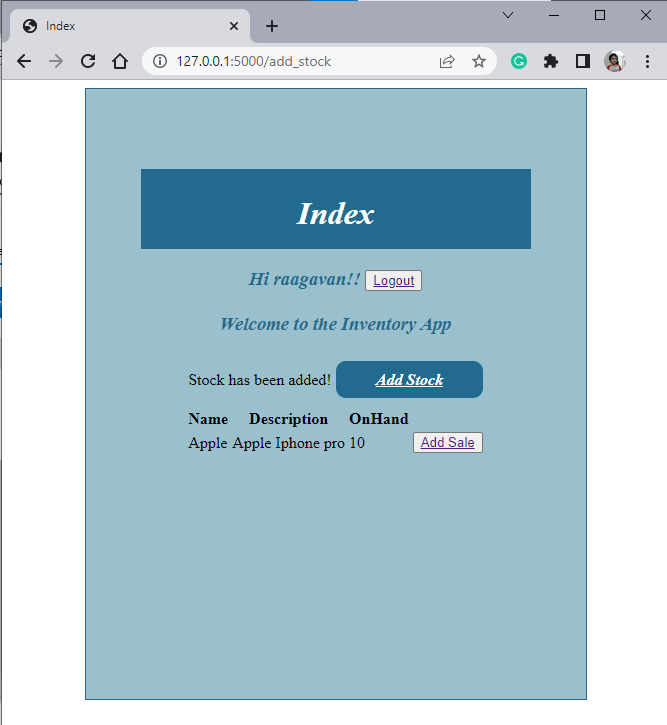 Index
127.0.0.1:5000/add_stock
Index
Hi raagavan!! Logout
Welcome to the Inventory App
Stock has been added! Add Stock
Name Description OnHand
Apple Apple Iphone pro 10 Add Sale